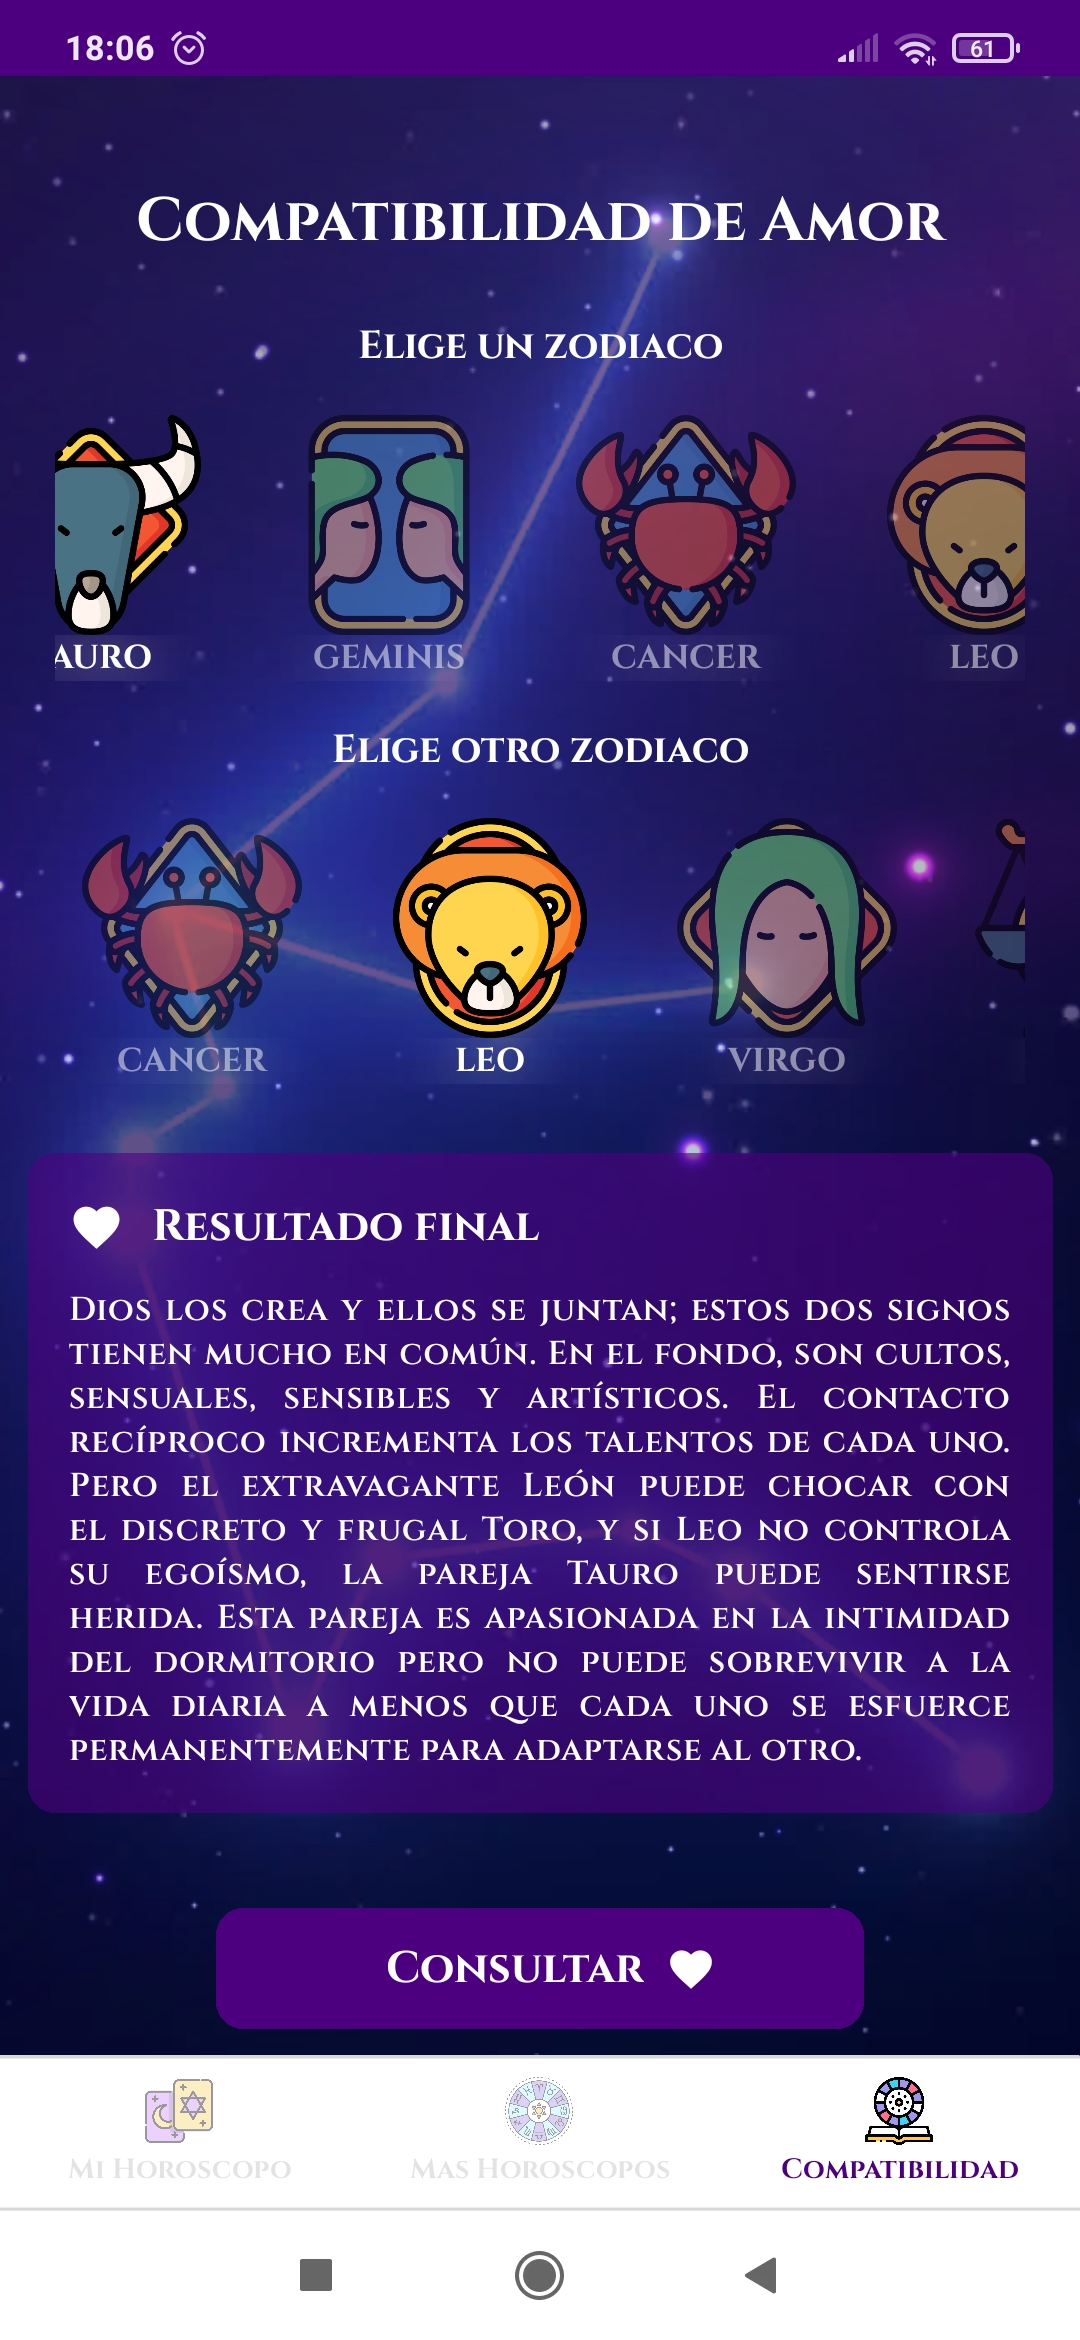 18:06
61
Compatibilidad de Amor
Elige un zodiaco
AURO GEMINIS CANCER LEO
Elige otro zodiaco
CANCER LEO VIRGO
Resultado final
Dios los crea y ellos se juntan; estos dos signos
tienen mucho en común. En el fondo, son cultos,
sensuales, sensibles y artísticos. El contacto
recíproco incrementa los talentos de cada uno.
Pero el extravagante León puede chocar con
el discreto y frugal Toro, y si Leo no controla
su egoísmo, la pareja Tauro puede sentirse
herida. Esta pareja es apasionada en la intimidad
del dormitorio pero no puede sobrevivir a la
vida diaria a menos que cada uno se esfuerce
permanentemente para adaptarse al otro.
Consultar
Mi Horoscopo Mas Horoscopos Compatibilidad